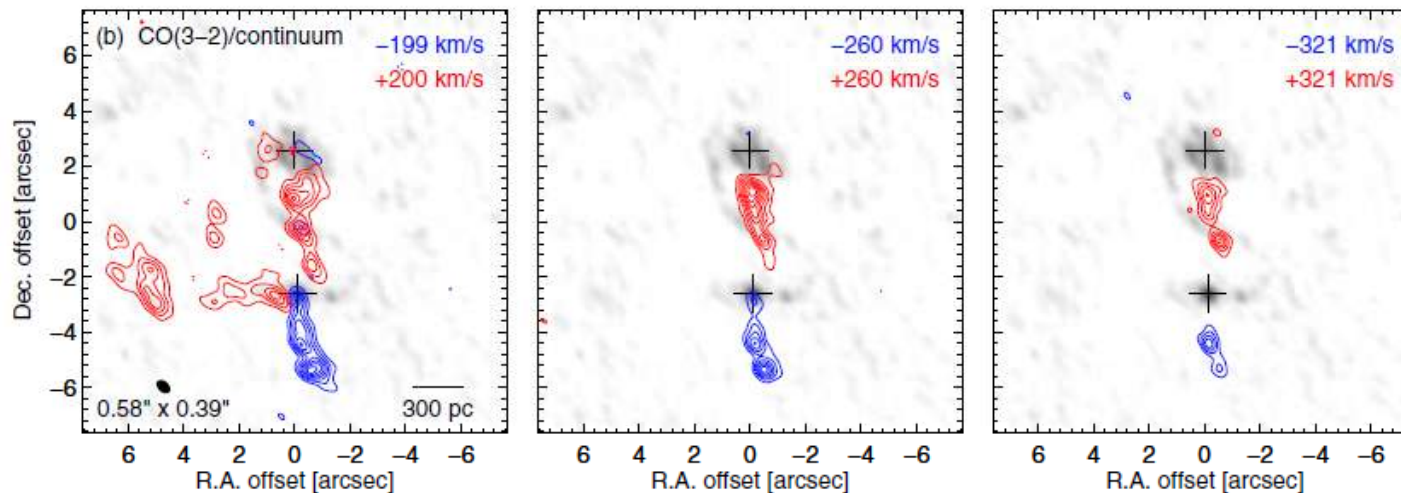 (b) CO(3−2)/continuum
−199 km/s
+200 km/s
−260 km/s
+260 km/s
−321 km/s
+321 km/s
6
4
2
0
−2
−4
−6
Dec. offset [arcsec]
0.58" x 0.39"
300 pc
6 4 2 0 −2 −4 −6
6 4 2 0 −2 −4 −6
6 4 2 0 −2 −4 −6
R.A. offset [arcsec]
R.A. offset [arcsec]
R.A. offset [arcsec]